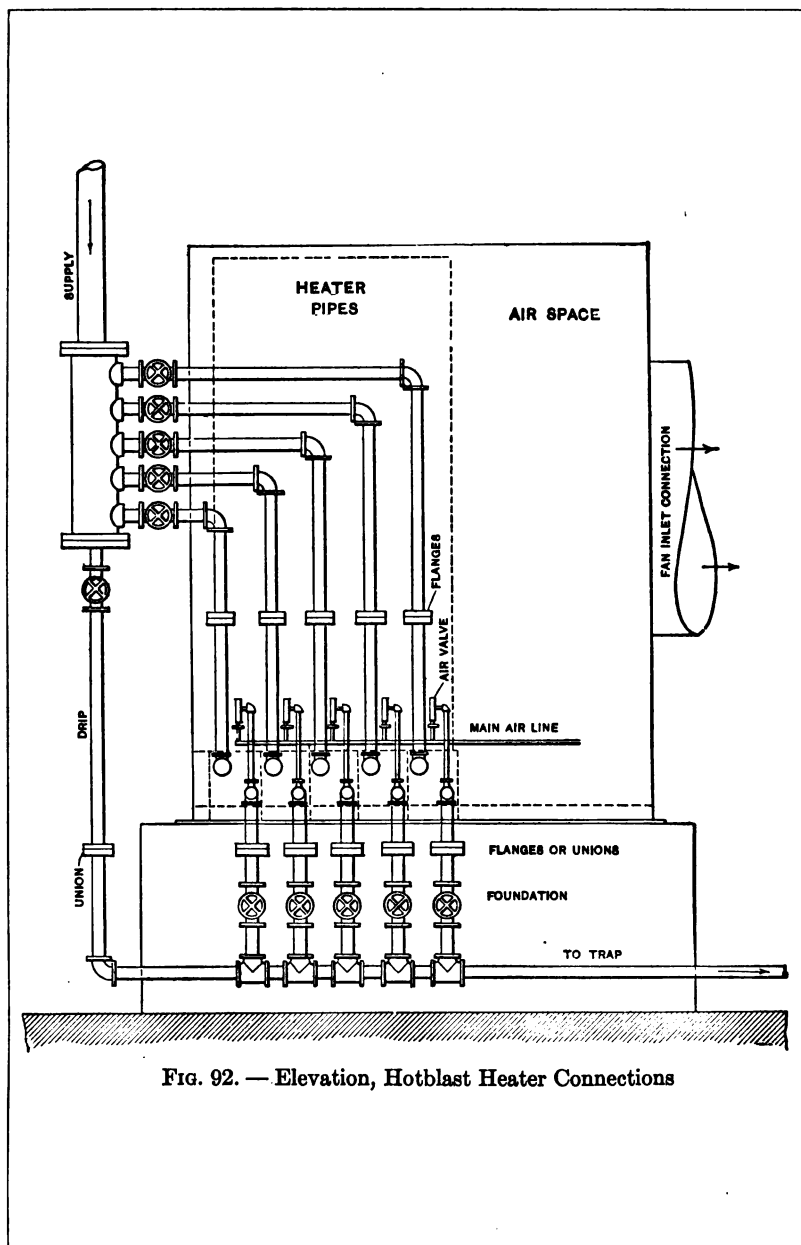 SUPPLY
HEATER
PIPES
AIR SPACE
FAN INLET CONNECTION
FLANGES
AIR VALVE
MAIN AIR LINE
DRIP
UNION
FLANGES OR UNIONS
FOUNDATION
TO TRAP
FIG. 92. — Elevation, Hotblast Heater Connections